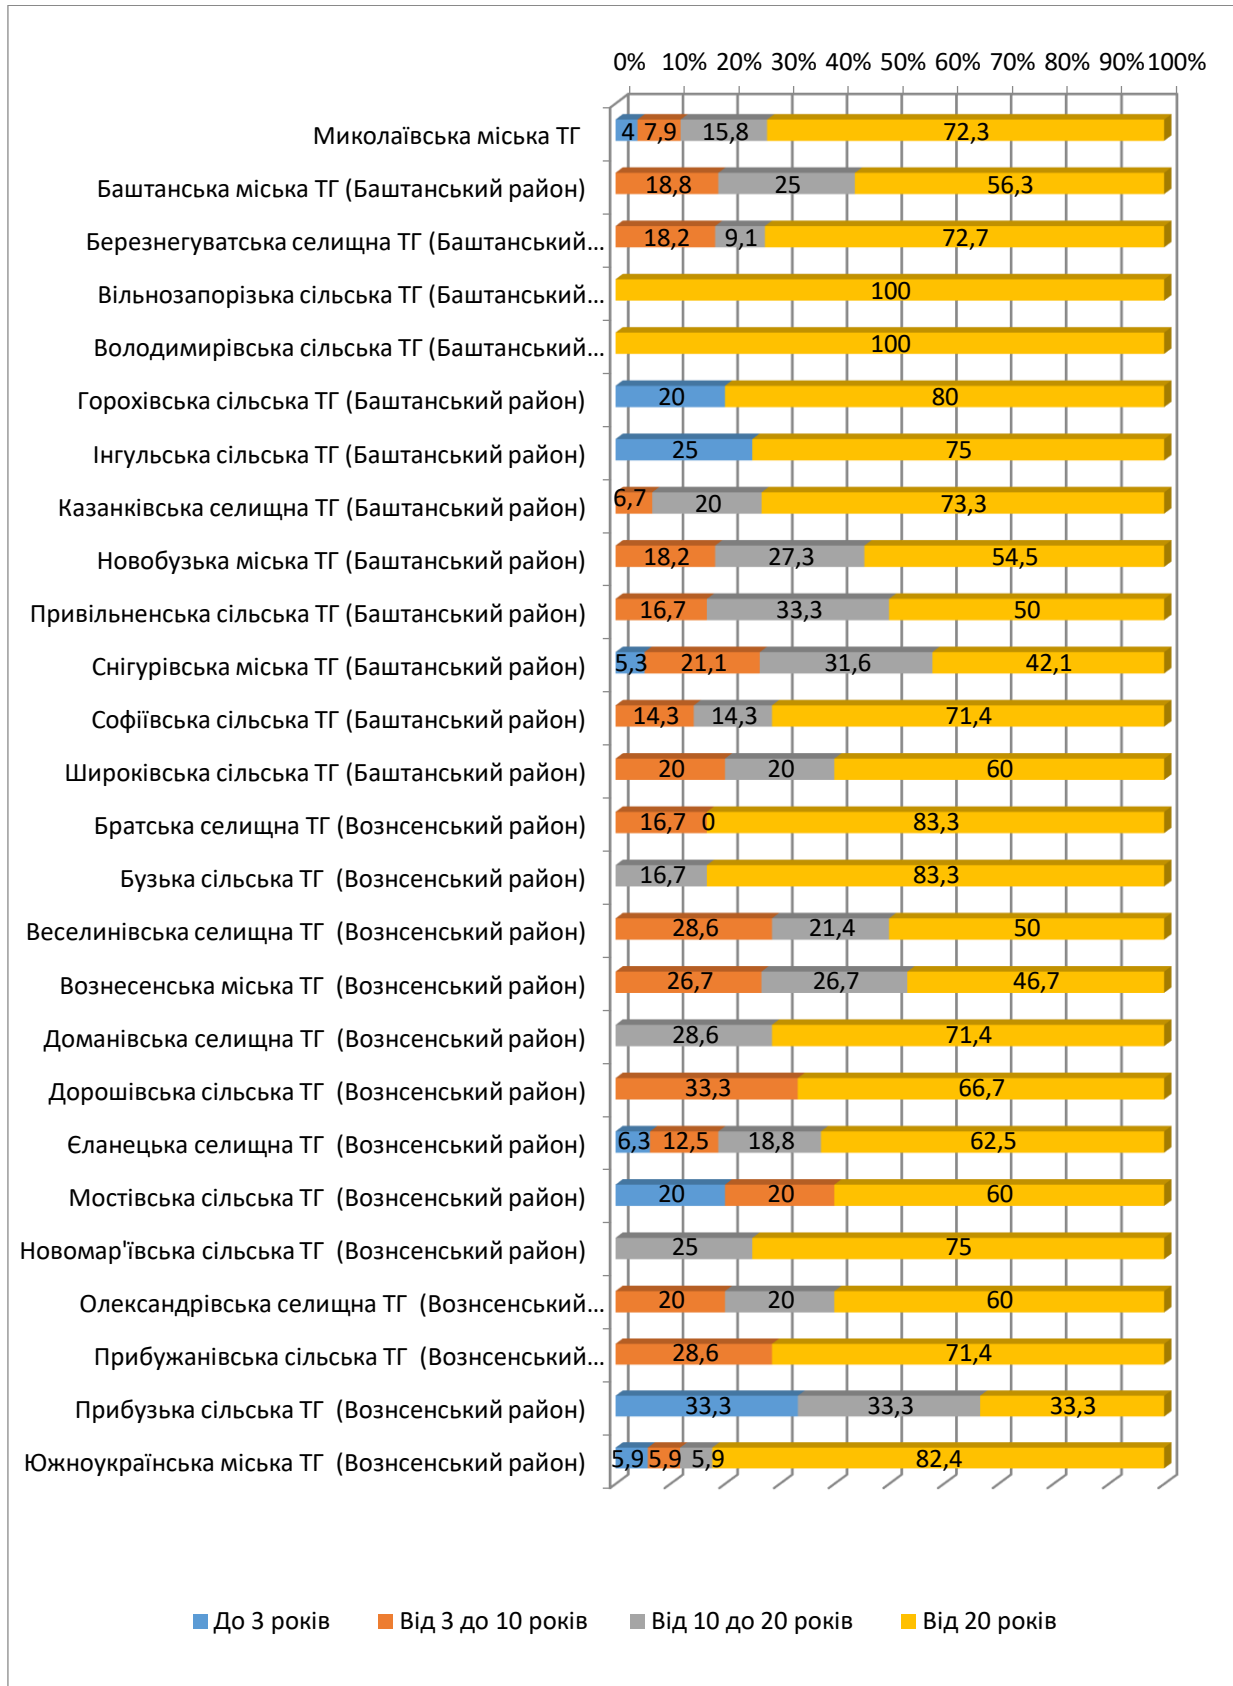 0% 10% 20% 30% 40% 50% 60% 70% 80% 90% 100%
Миколаївська міська ТГ 4 7,9 15,8 72,3
Баштанська міська ТГ (Баштанський район) 18,8 25 56,3
Березнегуватська селищна ТГ (Баштанський... 18,2 9,1 72,7
Вільнозапорізька сільська ТГ (Баштанський... 100
Володимирівська сільська ТГ (Баштанський... 100
Горохівська сільська ТГ (Баштанський район) 20 80
Інгульська сільська ТГ (Баштанський район) 25 75
Казанківська селищна ТГ (Баштанський район) 6,7 20 73,3
Новобузька міська ТГ (Баштанський район) 18,2 27,3 54,5
Привільненська сільська ТГ (Баштанський район) 16,7 33,3 50
Снігурівська міська ТГ (Баштанський район) 5,3 21,1 31,6 42,1
Софіївська сільська ТГ (Баштанський район) 14,3 14,3 71,4
Широківська сільська ТГ (Баштанський район) 20 20 60
Братська селищна ТГ (Вознсенський район) 16,7 0 83,3
Бузька сільська ТГ (Вознсенський район) 16,7 83,3
Веселинівська селищна ТГ (Вознсенський район) 28,6 21,4 50
Вознесенська міська ТГ (Вознсенський район) 26,7 26,7 46,7
Доманівська селищна ТГ (Вознсенський район) 28,6 71,4
Дорошівська сільська ТГ (Вознсенський район) 33,3 66,7
Єланецька селищна ТГ (Вознсенський район) 6,3 12,5 18,8 62,5
Мостівська сільська ТГ (Вознсенський район) 20 20 60
Новомар'ївська сільська ТГ (Вознсенський район) 25 75
Олександрівська селищна ТГ (Вознсенський... 20 20 60
Прибужанівська сільська ТГ (Вознсенський... 28,6 71,4
Прибузька сільська ТГ (Вознсенський район) 33,3 33,3 33,3
Южноукраїнська міська ТГ (Вознсенський район) 5,9 5,9 5,9 82,4
До 3 років Від 3 до 10 років Від 10 до 20 років Від 20 років